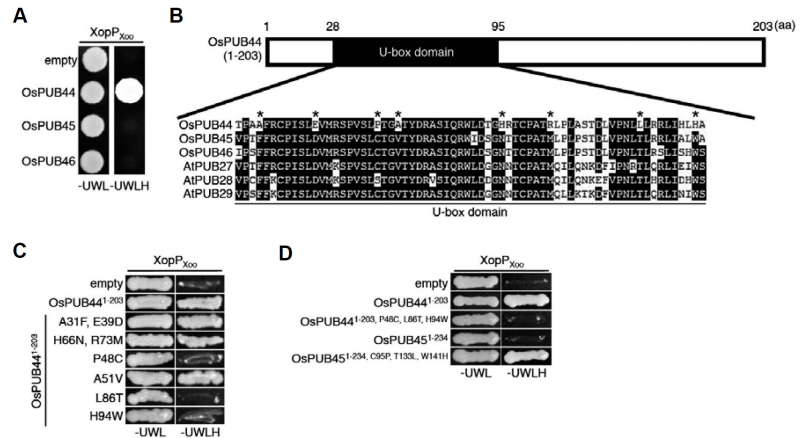 A
XopPXoo
empty
OsPUB44
OsPUB45
OsPUB46
-UWL -UWLH
B
1 28 95 203 (aa)
OsPUB44
(1-203)
U-box domain
* * * * * * * *
OsPUB44 TPAAFRCPISLEVMRSPVSLPTGATYDRASIQRWLDTGHRTCPATRLPLASTDLVPNLLLRRLIHLHA
OsPUB45
OsPUB46
AtPUB27
AtPUB28
AtPUB29
U-box domain
C
XopPXoo
empty
OsPUB44¹⁻²⁰³
OsPUB44¹⁻²⁰³
A31F, E39D
H66N, R73M
P48C
A51V
L86T
H94W
-UWL -UWLH
D
XopPXoo
empty
OsPUB44¹⁻²⁰³
OsPUB44¹⁻²⁰³, P48C, L86T, H94W
OsPUB45¹⁻²³⁴
OsPUB45¹⁻²³⁴, C95P, T133L, W141H
-UWL -UWLH